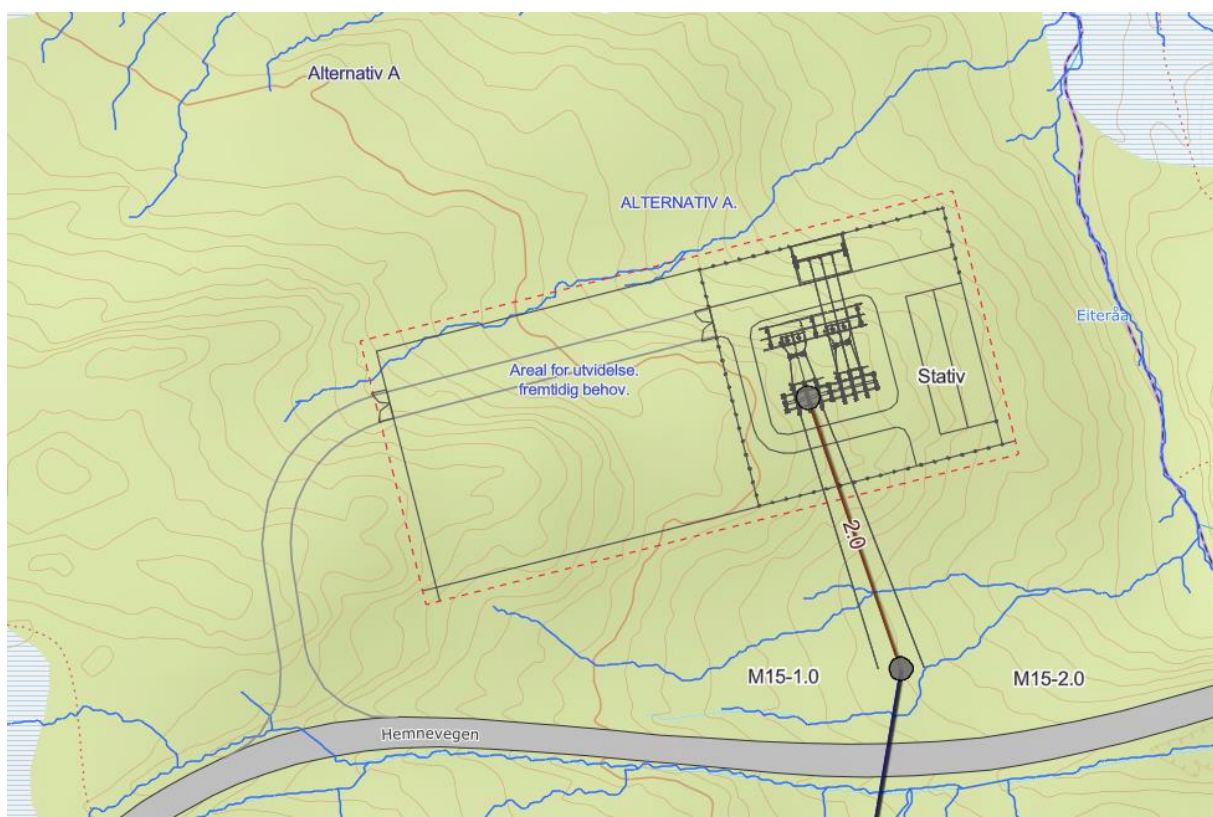 Alternativ A
ALTERNATIV A.
Eiteråa
Areal for utvidelse.
fremtidig behov.
Stativ
2.0
M15-1.0
M15-2.0
Hemnevegen